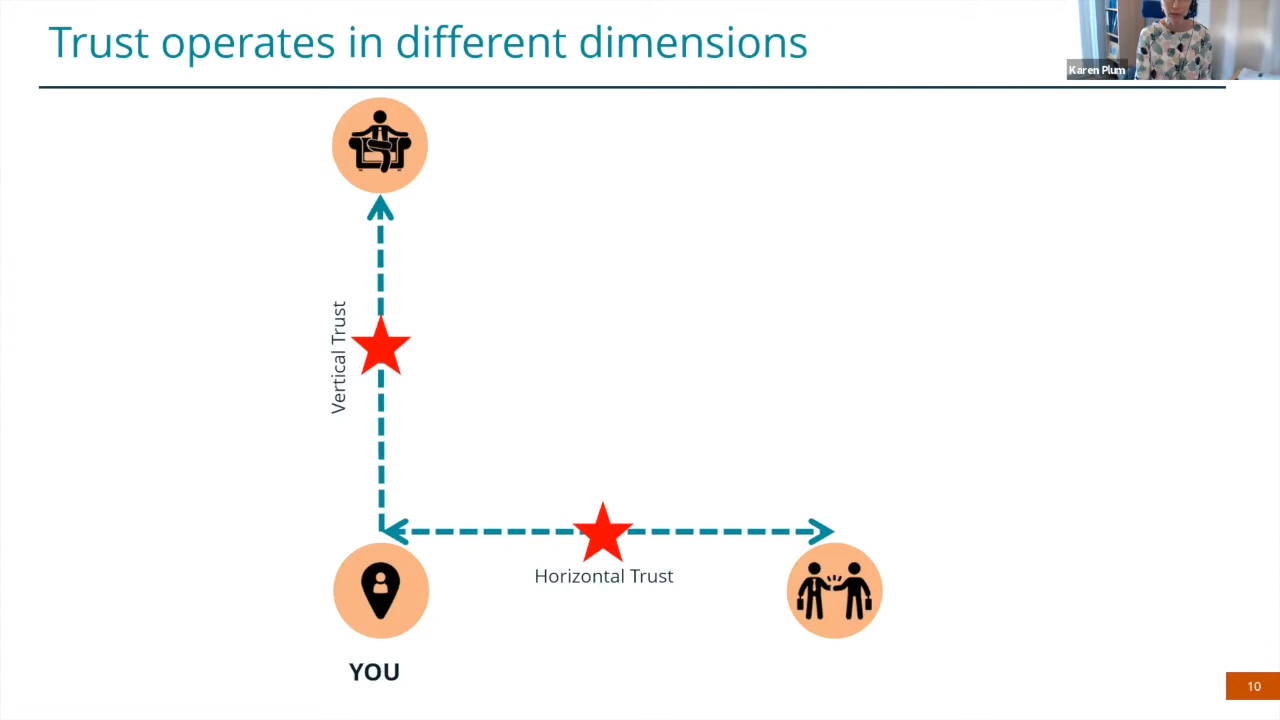 Trust operates in different dimensions
Karen Plum
Vertical Trust
Horizontal Trust
YOU
10